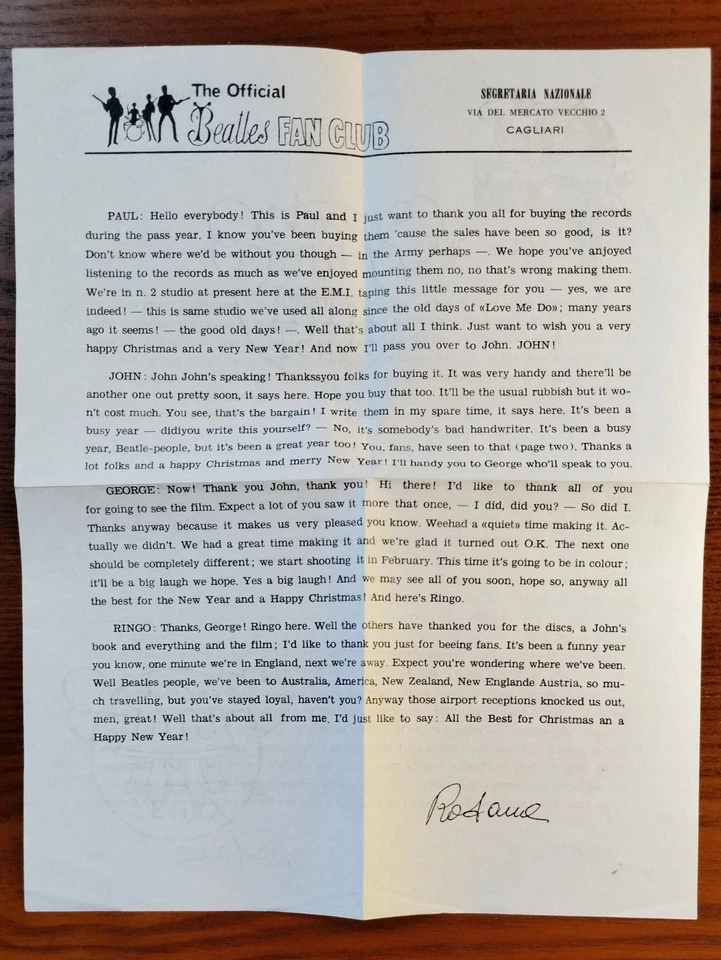 The Official
Beatles FAN CLUB
SEGRETARIA NAZIONALE
VIA DEL MERCATO VECCHIO 2
CAGLIARI
PAUL: Hello everybody! This is Paul and I just want to thank you all for buying the records
during the pass year. I know you've been buying them 'cause the sales have been so good, is it?
Don't know where we'd be without you though — in the Army perhaps —. We hope you've anjoyed
listening to the records as much as we've enjoyed mounting them no, no that's wrong making them.
We're in n. 2 studio at present here at the E.M.I. taping this little message for you — yes, we are
indeed! — this is same studio we've used all along since the old days of «Love Me Do»; many years
ago it seems! — the good old days! —. Well that's about all I think. Just want to wish you a very
happy Christmas and a very New Year! And now I'll pass you over to John. JOHN!
JOHN: John John's speaking! Thankssyou folks for buying it. It was very handy and there'll be
another one out pretty soon, it says here. Hope you buy that too. It'll be the usual rubbish but it wo-
n't cost much. You see, that's the bargain! I write them in my spare time, it says here. It's been a
busy year — didiyou write this yourself? — No, it's somebody's bad handwriter. It's been a busy
year, Beatle-people, but it's been a great year too! You, fans, have seen to that (page two). Thanks a
lot folks and a happy Christmas and merry New Year! I'll handy you to George who'll speak to you.
GEORGE: Now! Thank you John, thank you! Hi there! I'd like to thank all of you
for going to see the film. Expect a lot of you saw it more that once, — I did, did you? — So did I.
Thanks anyway because it makes us very pleased you know. Weehad a «quiet» time making it. Ac-
tually we didn't. We had a great time making it and we're glad it turned out O.K. The next one
should be completely different; we start shooting it in February. This time it's going to be in colour;
it'll be a big laugh we hope. Yes a big laugh! And we may see all of you soon, hope so, anyway all
the best for the New Year and a Happy Christmas! And here's Ringo.
RINGO: Thanks, George! Ringo here. Well the others have thanked you for the discs, a John's
book and everything and the film; I'd like to thank you just for beeing fans. It's been a funny year
you know, one minute we're in England, next we're away. Expect you're wondering where we've been.
Well Beatles people, we've been to Australia, America, New Zealand, New Englande Austria, so mu-
ch travelling, but you've stayed loyal, haven't you? Anyway those airport receptions knocked us out,
men, great! Well that's about all from me. I'd just like to say: All the Best for Christmas an a
Happy New Year!